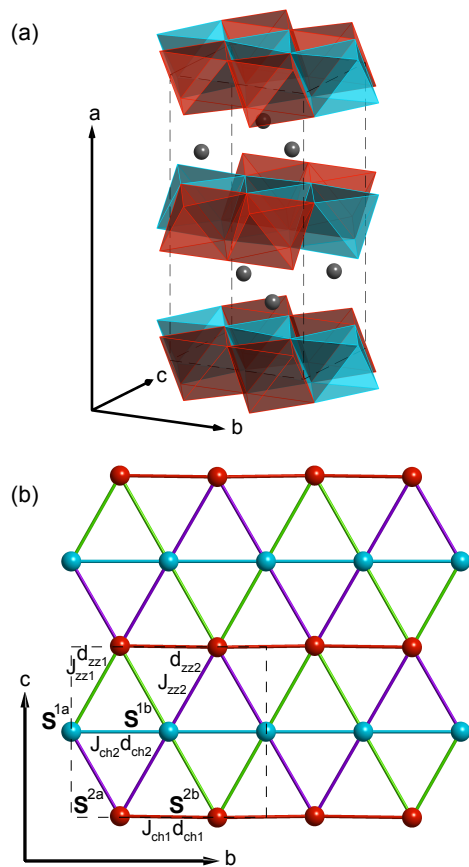 (a)
a
c
b
(b)
d_zz1 d_zz2
J_zz1 J_zz2
c
S^1a S^1b
J_ch2 d_ch2
S^2a S^2b
J_ch1 d_ch1
b